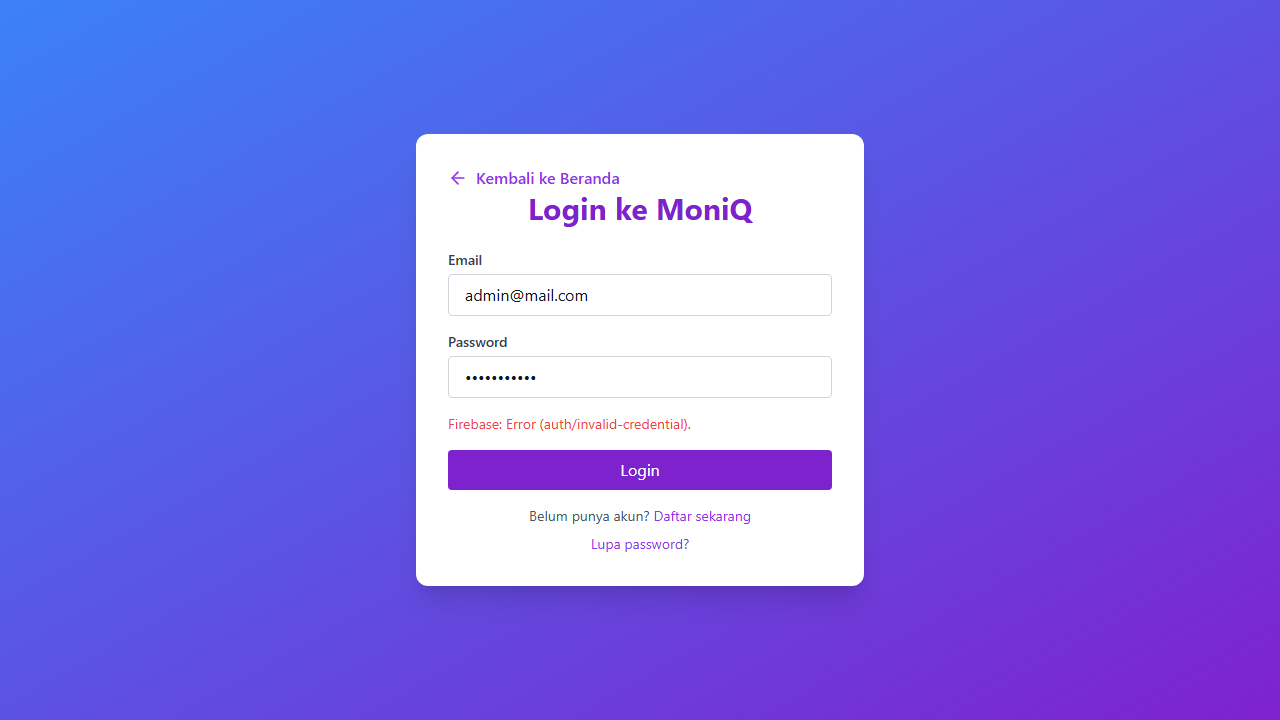 Kembali ke Beranda
Login ke MoniQ
Email
admin@mail.com
Password
•••••••••••
Firebase: Error (auth/invalid-credential).
Login
Belum punya akun? Daftar sekarang
Lupa password?